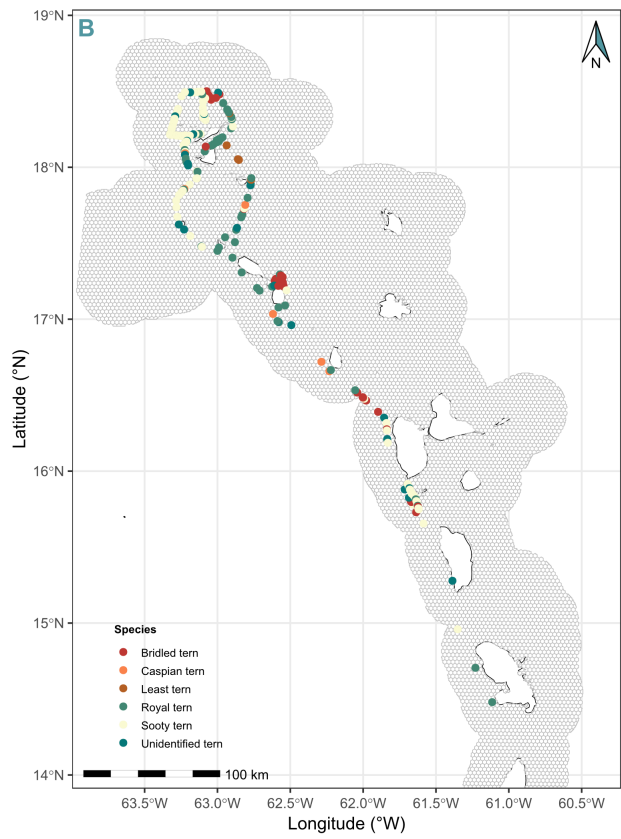 B
N
19°N
18°N
17°N
16°N
15°N
14°N
Latitude (°N)
Species
Bridled tern
Caspian tern
Least tern
Royal tern
Sooty tern
Unidentified tern
100 km
63.5°W 63.0°W 62.5°W 62.0°W 61.5°W 61.0°W 60.5°W
Longitude (°W)